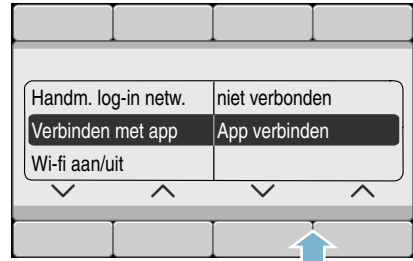 Handm. log-in netw. niet verbonden
Verbinden met app App verbinden
Wi-fi aan/uit